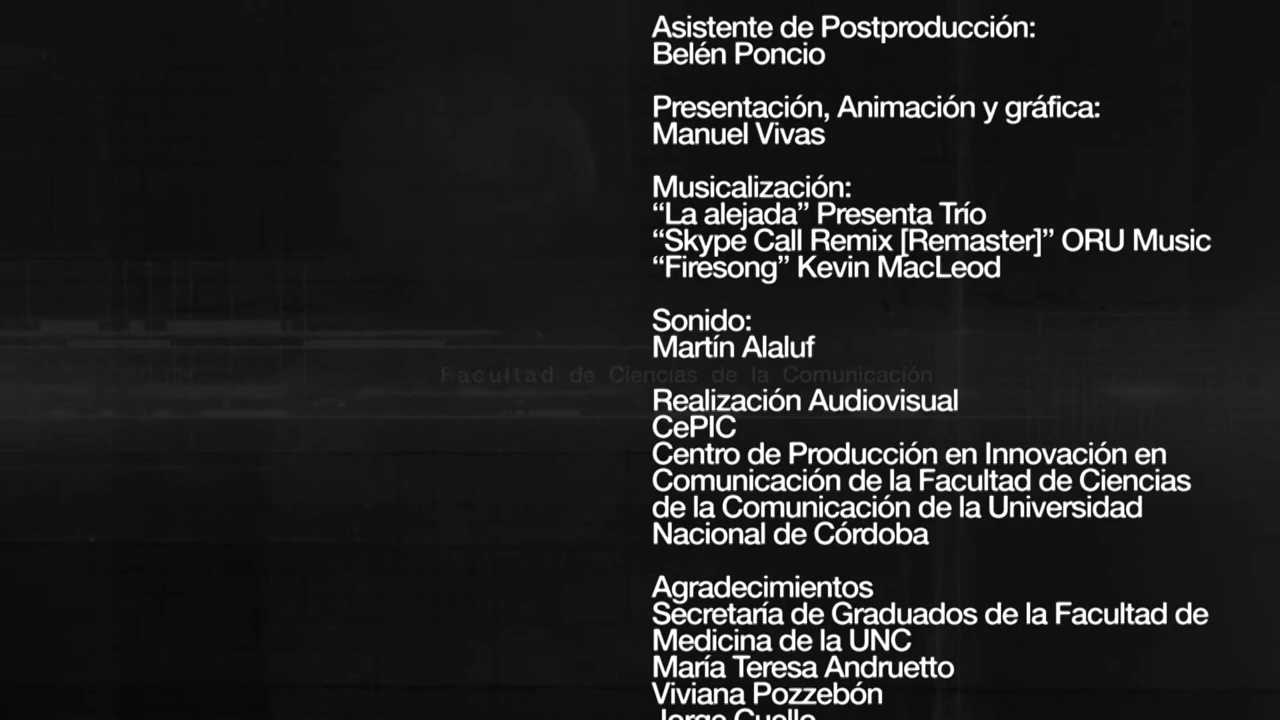 Asistente de Postproducción:
Belén Poncio
Presentación, Animación y gráfica:
Manuel Vivas
Musicalización:
“La alejada” Presenta Trío
“Skype Call Remix [Remaster]” ORU Music
“Firesong” Kevin MacLeod
Sonido:
Martín Alaluf
Facultad de Ciencias de la Comunicación
Realización Audiovisual
CePIC
Centro de Producción en Innovación en
Comunicación de la Facultad de Ciencias
de la Comunicación de la Universidad
Nacional de Córdoba
Agradecimientos
Secretaría de Graduados de la Facultad de
Medicina de la UNC
María Teresa Andruetto
Viviana Pozzebón
Jorge Cuello